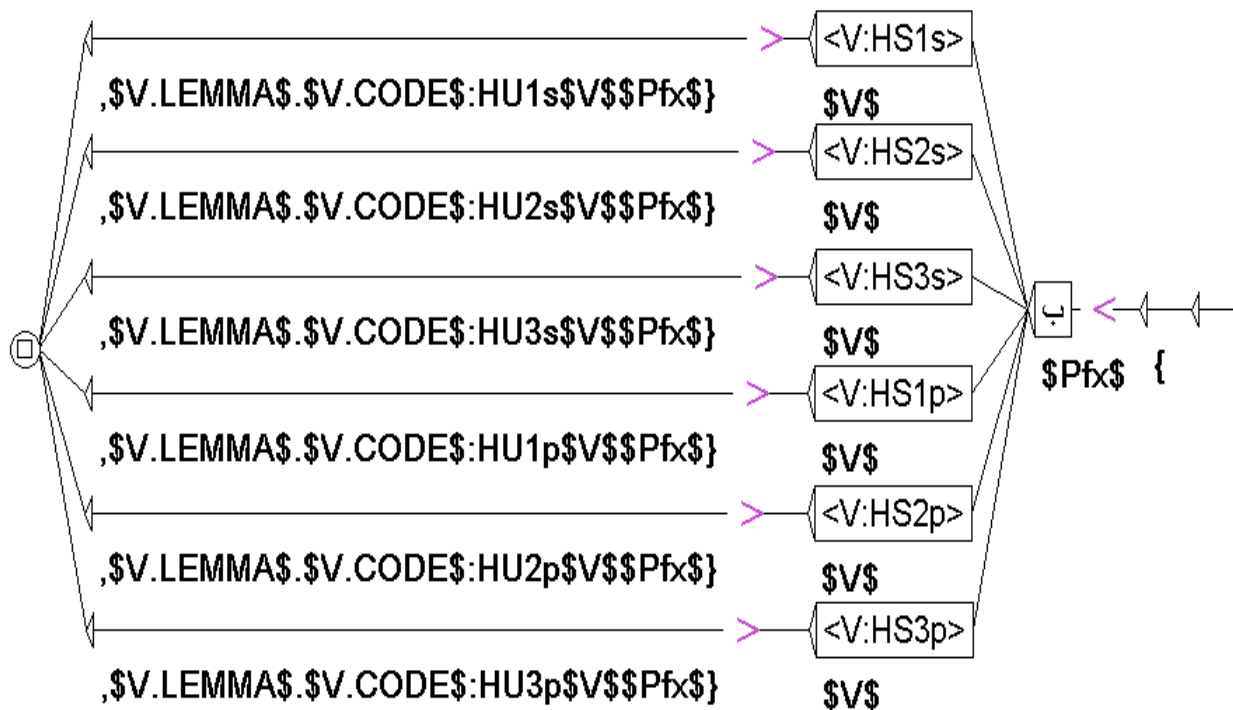 <V:HS1s>
,$V.LEMMA$.$V.CODE$:HU1s$V$$Pfx$}
$V$
<V:HS2s>
,$V.LEMMA$.$V.CODE$:HU2s$V$$Pfx$}
$V$
<V:HS3s>
,$V.LEMMA$.$V.CODE$:HU3s$V$$Pfx$}
$V$
$Pfx$ {
<V:HS1p>
,$V.LEMMA$.$V.CODE$:HU1p$V$$Pfx$}
$V$
<V:HS2p>
,$V.LEMMA$.$V.CODE$:HU2p$V$$Pfx$}
$V$
<V:HS3p>
,$V.LEMMA$.$V.CODE$:HU3p$V$$Pfx$}
$V$